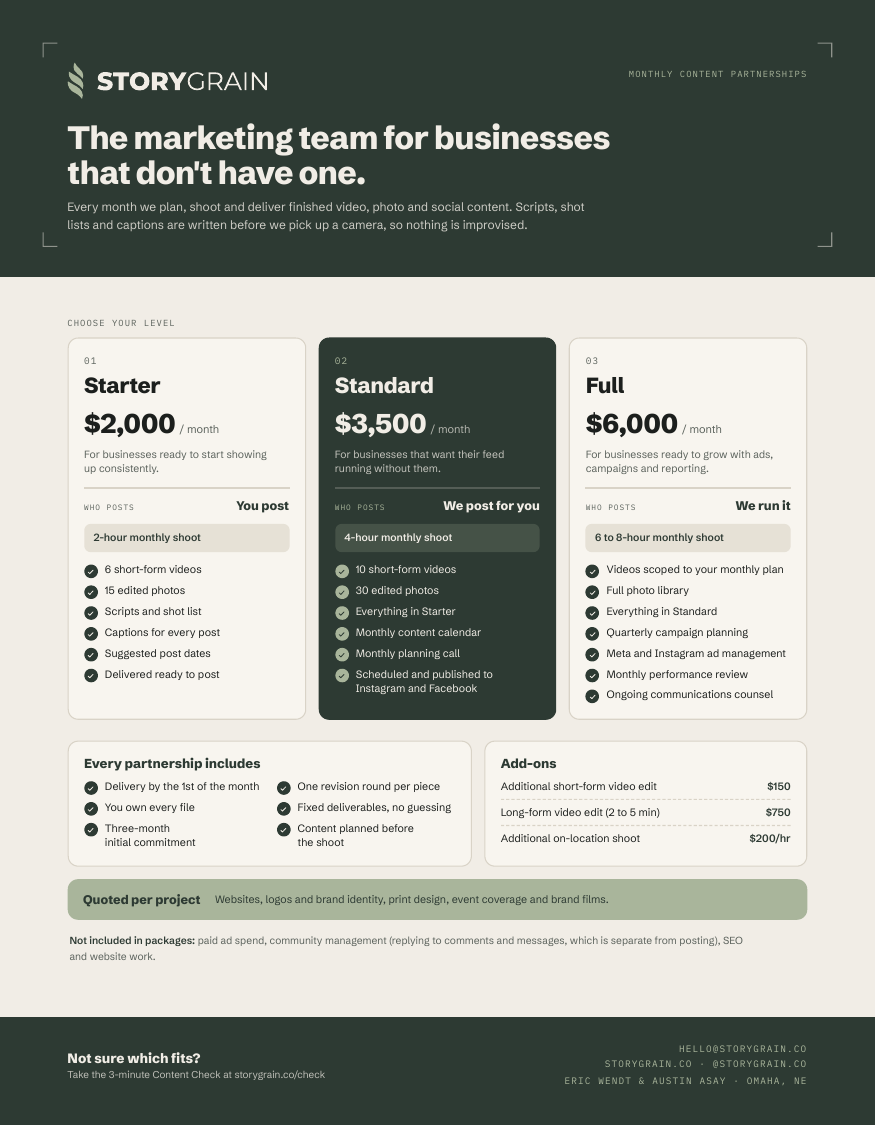 STORYGRAIN
MONTHLY CONTENT PARTNERSHIPS
The marketing team for businesses
that don't have one.
Every month we plan, shoot and deliver finished video, photo and social content. Scripts, shot
lists and captions are written before we pick up a camera, so nothing is improvised.
CHOOSE YOUR LEVEL
01
Starter
$2,000 / month
For businesses ready to start showing
up consistently.
WHO POSTS You post
2-hour monthly shoot
6 short-form videos
15 edited photos
Scripts and shot list
Captions for every post
Suggested post dates
Delivered ready to post
02
Standard
$3,500 / month
For businesses that want their feed
running without them.
WHO POSTS We post for you
4-hour monthly shoot
10 short-form videos
30 edited photos
Everything in Starter
Monthly content calendar
Monthly planning call
Scheduled and published to
Instagram and Facebook
03
Full
$6,000 / month
For businesses ready to grow with ads,
campaigns and reporting.
WHO POSTS We run it
6 to 8-hour monthly shoot
Videos scoped to your monthly plan
Full photo library
Everything in Standard
Quarterly campaign planning
Meta and Instagram ad management
Monthly performance review
Ongoing communications counsel
Every partnership includes
Delivery by the 1st of the month
You own every file
Three-month
initial commitment
One revision round per piece
Fixed deliverables, no guessing
Content planned before
the shoot
Add-ons
Additional short-form video edit $150
Long-form video edit (2 to 5 min) $750
Additional on-location shoot $200/hr
Quoted per project Websites, logos and brand identity, print design, event coverage and brand films.
Not included in packages: paid ad spend, community management (replying to comments and messages, which is separate from posting), SEO
and website work.
Not sure which fits?
Take the 3-minute Content Check at storygrain.co/check
HELLO@STORYGRAIN.CO
STORYGRAIN.CO · @STORYGRAIN.CO
ERIC WENDT & AUSTIN ASAY · OMAHA, NE